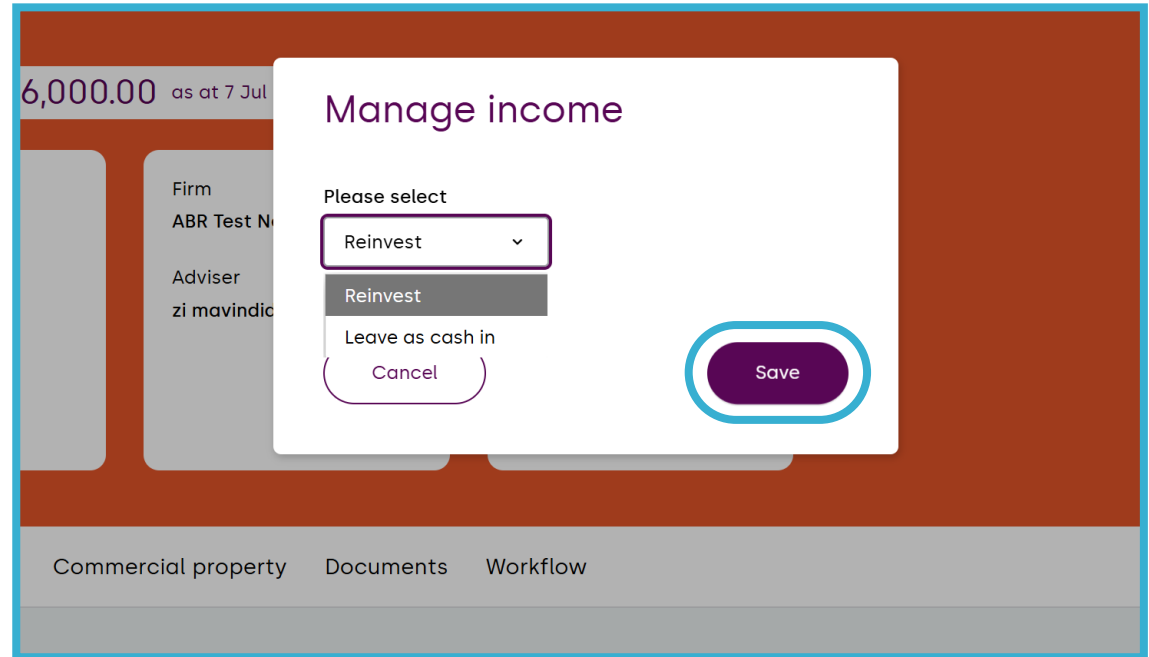 6,000.00 as at 7 Jul
Manage income
Please select
Reinvest
Reinvest
Leave as cash in
Cancel
Save
Firm
ABR Test
Adviser
zi
Commercial property Documents Workflow